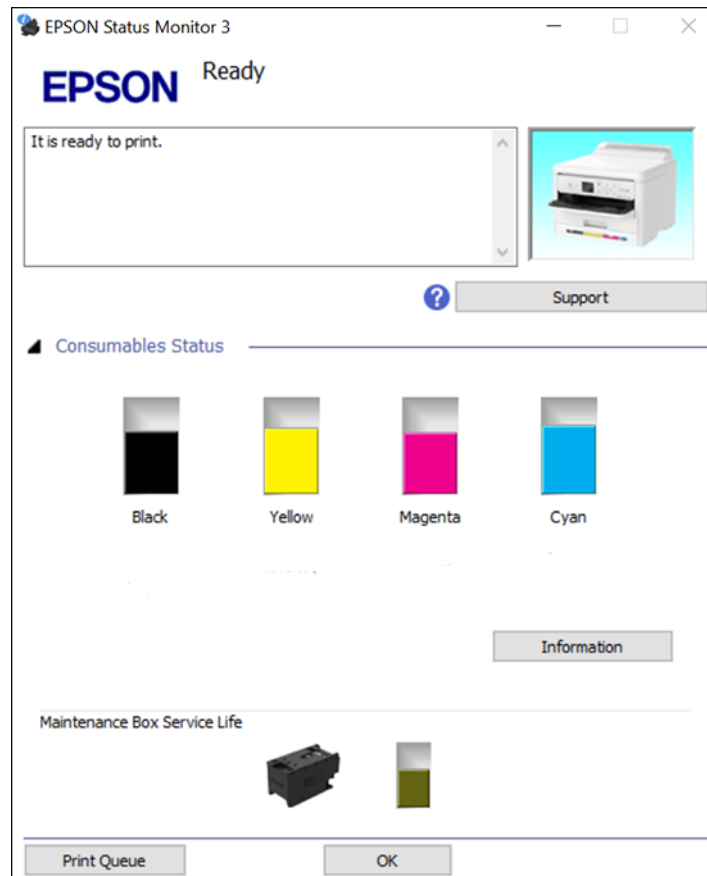 EPSON Status Monitor 3
EPSON
Ready
It is ready to print.
?
Support
Consumables Status
Black
Yellow
Magenta
Cyan
Information
Maintenance Box Service Life
Print Queue
OK